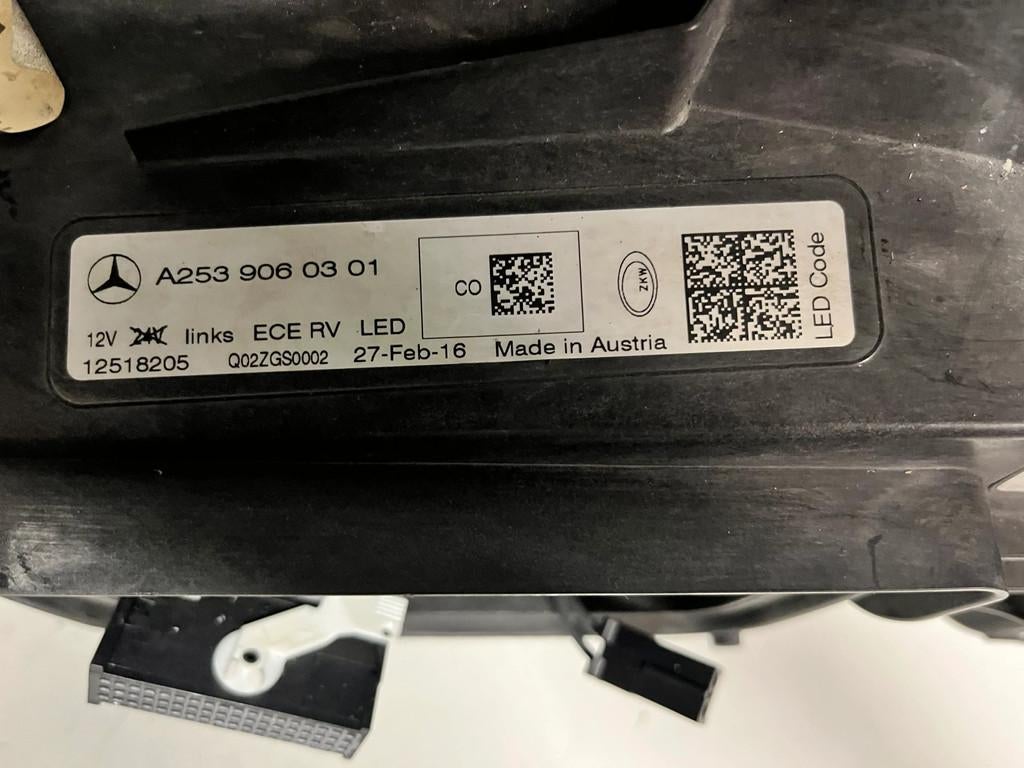 A253 906 03 01
CO
ZKW
LED Code
12V 24V links ECE RV LED
12518205 Q02ZGS0002 27-Feb-16 Made in Austria